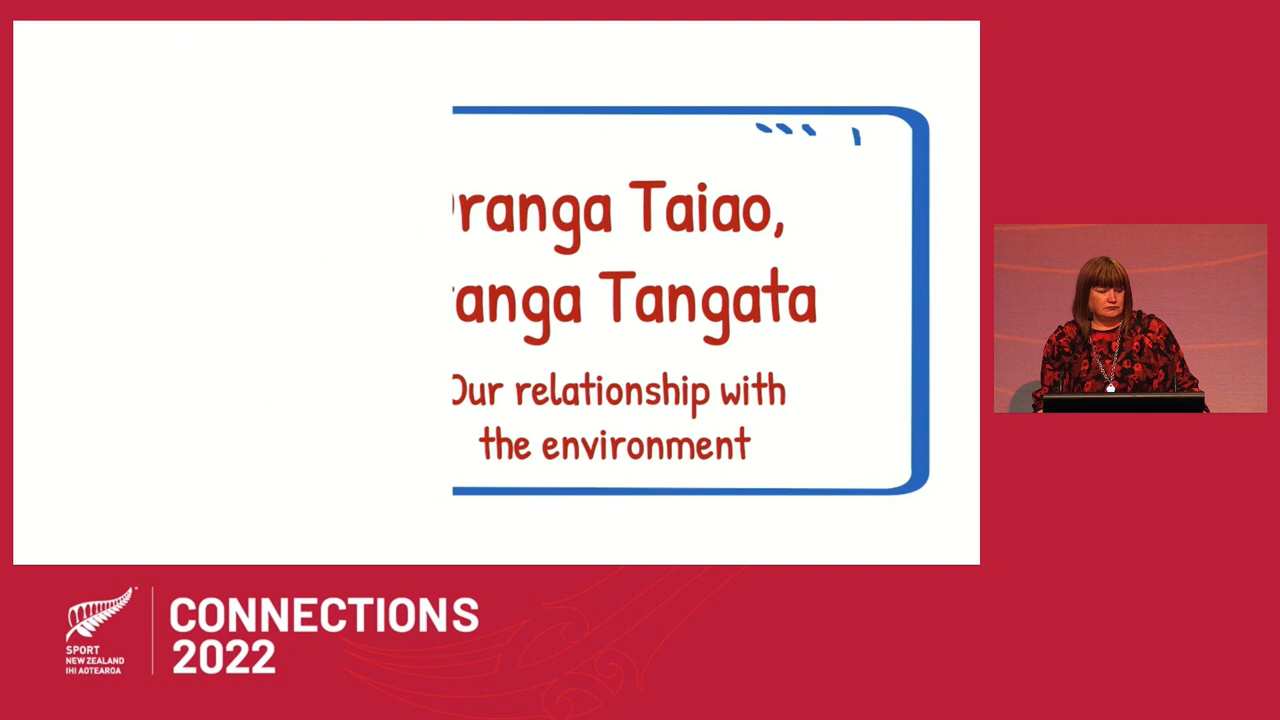 ranga Taiao,
anga Tangata
Our relationship with
the environment
SPORT
NEW ZEALAND
IHI AOTEAROA
CONNECTIONS
2022